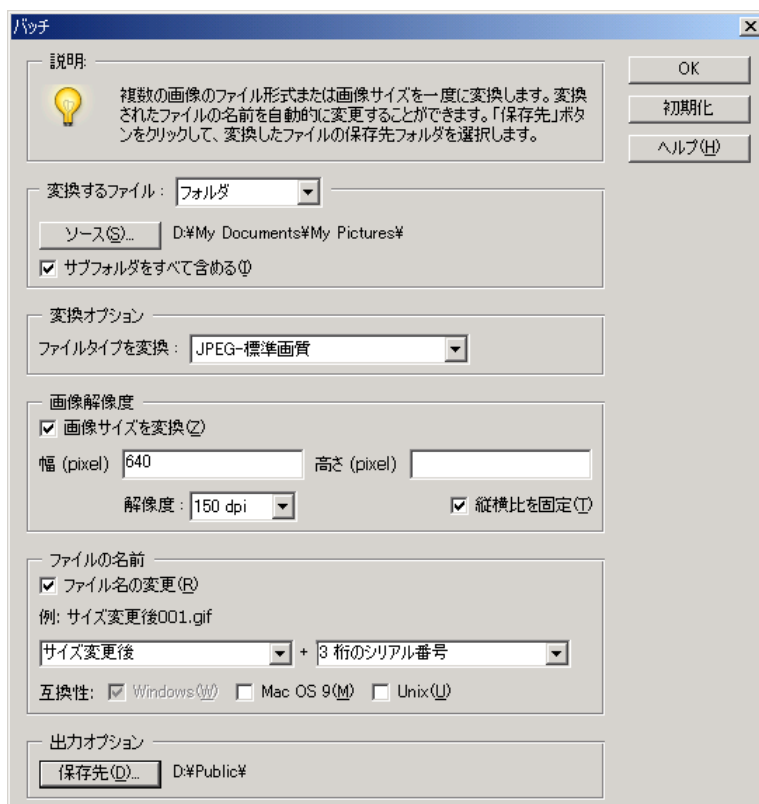 バッチ
説明:
複数の画像のファイル形式または画像サイズを一度に変換します。変換
されたファイルの名前を自動的に変更することができます。「保存先」ボタ
ンをクリックして、変換したファイルの保存先フォルダを選択します。
OK
初期化
ヘルプ(H)
変換するファイル : フォルダ
ソース(S)... D:¥My Documents¥My Pictures¥
サブフォルダをすべて含める(I)
変換オプション
ファイルタイプを変換 : JPEG-標準画質
画像解像度
画像サイズを変換(Z)
幅 (pixel) 640 高さ (pixel)
解像度 : 150 dpi 縦横比を固定(T)
ファイルの名前
ファイル名の変更(R)
例: サイズ変更後001.gif
サイズ変更後 + 3 桁のシリアル番号
互換性: Windows(W) Mac OS 9(M) Unix(U)
出力オプション
保存先(D)... D:¥Public¥